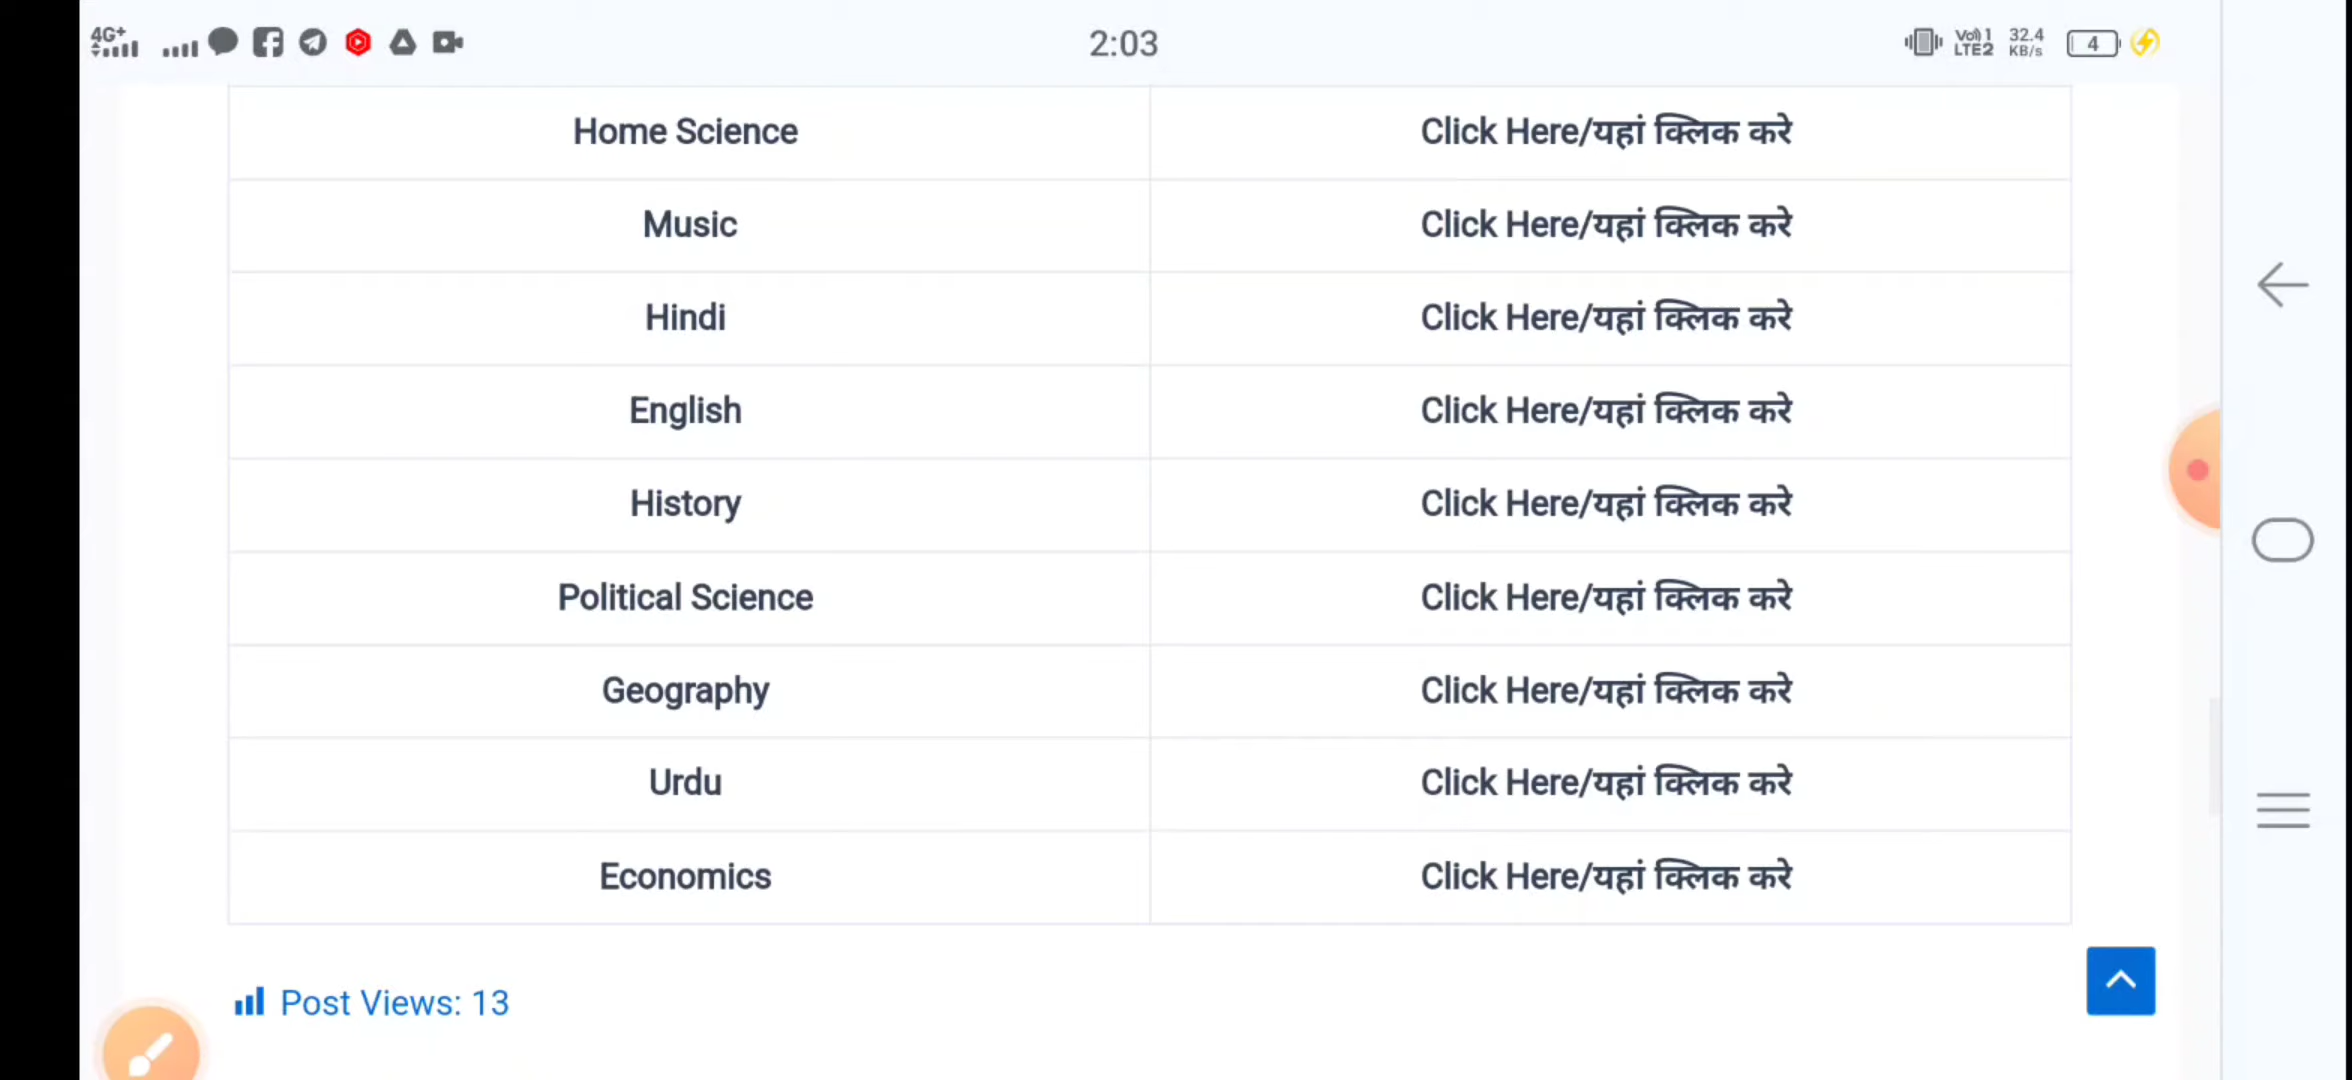 4G+ 2:03 Vo)) 1 LTE2 32.4 KB/s 4
Home Science Click Here/यहां क्लिक करे
Music Click Here/यहां क्लिक करे
Hindi Click Here/यहां क्लिक करे
English Click Here/यहां क्लिक करे
History Click Here/यहां क्लिक करे
Political Science Click Here/यहां क्लिक करे
Geography Click Here/यहां क्लिक करे
Urdu Click Here/यहां क्लिक करे
Economics Click Here/यहां क्लिक करे
Post Views: 13